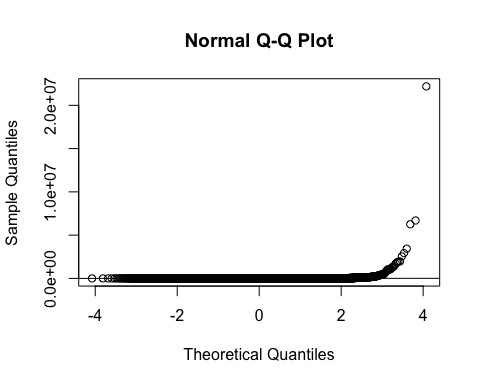 Normal Q-Q Plot
Sample Quantiles
2.0e+07
1.0e+07
0.0e+00
-4 -2 0 2 4
Theoretical Quantiles